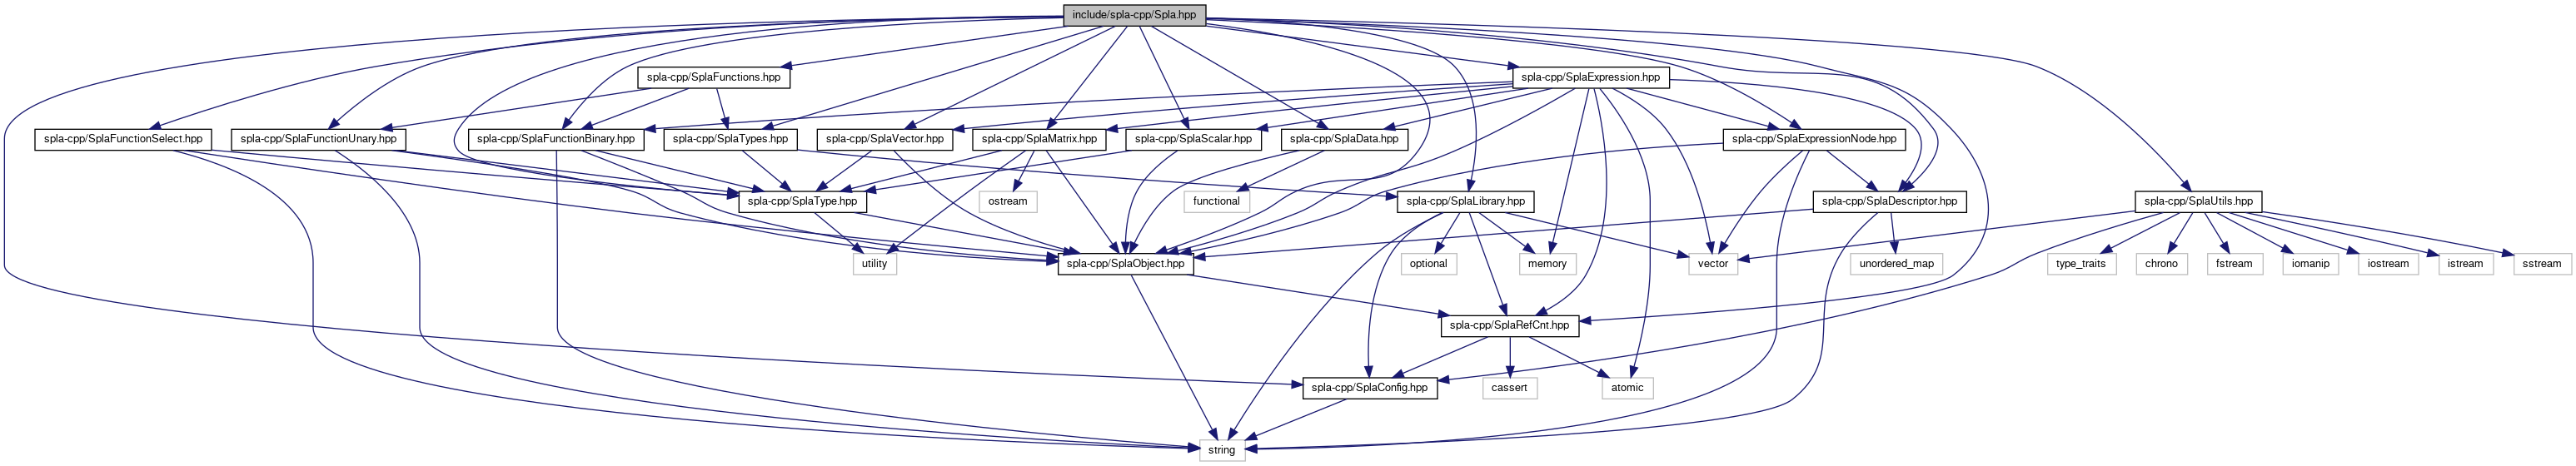 include/spla-cpp/Spla.hpp
spla-cpp/SplaFunctions.hpp
spla-cpp/SplaExpression.hpp
spla-cpp/SplaFunctionSelect.hpp
spla-cpp/SplaFunctionUnary.hpp
spla-cpp/SplaFunctionBinary.hpp
spla-cpp/SplaTypes.hpp
spla-cpp/SplaVector.hpp
spla-cpp/SplaMatrix.hpp
spla-cpp/SplaScalar.hpp
spla-cpp/SplaData.hpp
spla-cpp/SplaExpressionNode.hpp
spla-cpp/SplaType.hpp
ostream
functional
spla-cpp/SplaLibrary.hpp
spla-cpp/SplaDescriptor.hpp
spla-cpp/SplaUtils.hpp
utility
spla-cpp/SplaObject.hpp
optional
memory
vector
unordered_map
type_traits
chrono
fstream
iomanip
iostream
istream
sstream
spla-cpp/SplaRefCnt.hpp
spla-cpp/SplaConfig.hpp
cassert
atomic
string